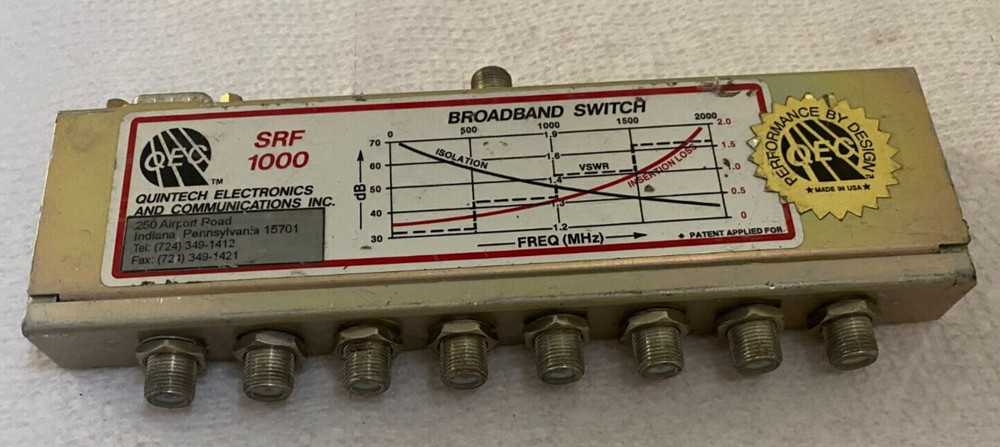 QEC
TM
SRF
1000
QUINTECH ELECTRONICS
AND COMMUNICATIONS INC.
250 Airport Road
Indiana Pennsylvania 15701
Tel: (724) 349-1412
Fax: (724) 349-1421
BROADBAND SWITCH
0 500 1000 1500 2000
70
60
50
40
30
dB
ISOLATION
VSWR
INSERTION LOSS
1.9
1.6
1.4
1.3
1.2
2.0
1.5
1.0
0.5
0
FREQ (MHz)
* PATENT APPLIED FOR
PERFORMANCE BY DESIGN
QEC
★ MADE IN USA ★